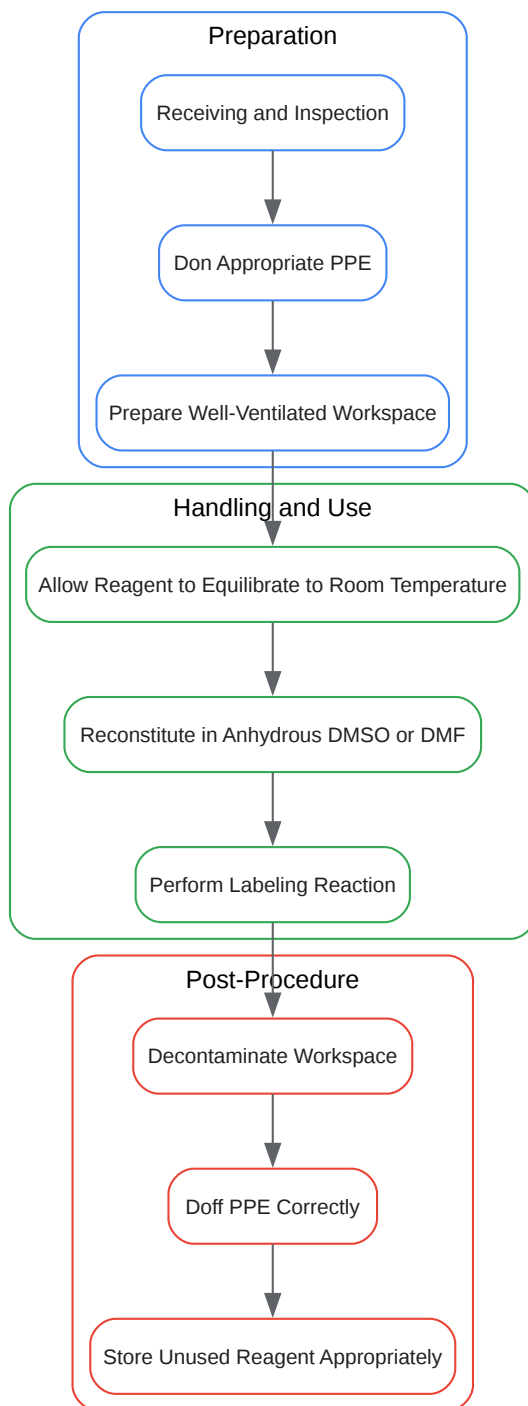 Preparation
Receiving and Inspection
Don Appropriate PPE
Prepare Well-Ventilated Workspace
Handling and Use
Allow Reagent to Equilibrate to Room Temperature
Reconstitute in Anhydrous DMSO or DMF
Perform Labeling Reaction
Post-Procedure
Decontaminate Workspace
Doff PPE Correctly
Store Unused Reagent Appropriately